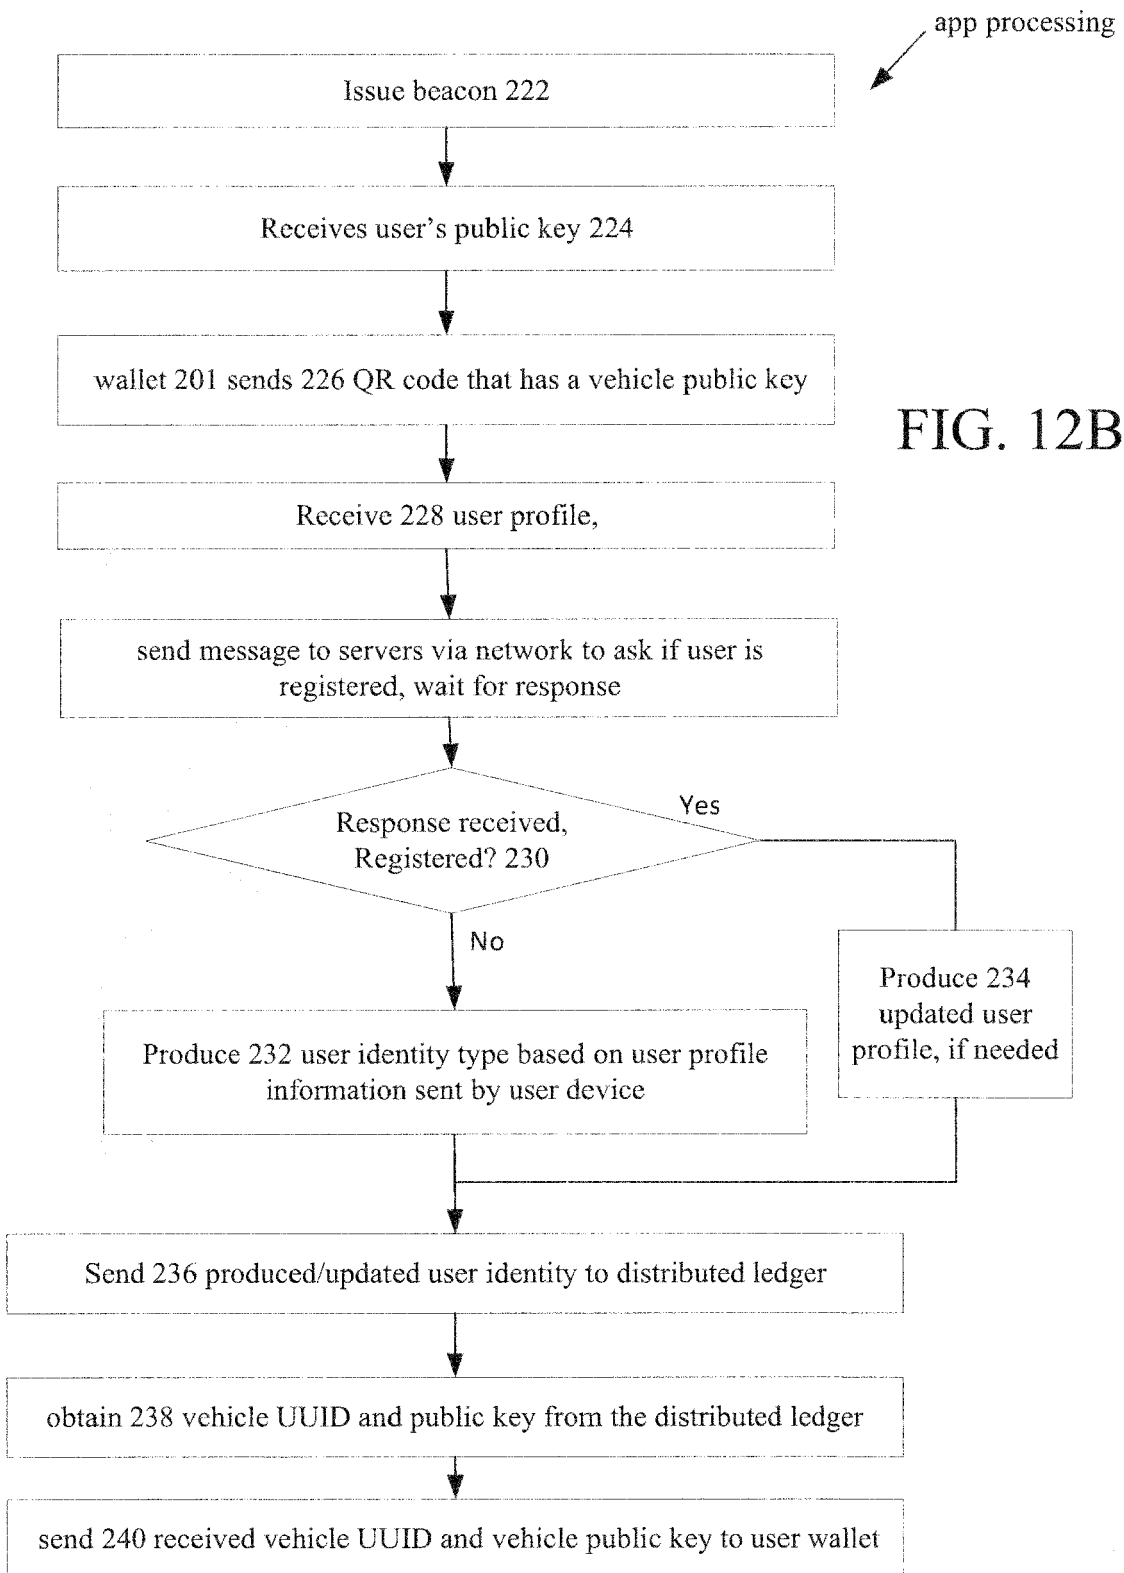 app processing
Issue beacon 222
Receives user's public key 224
wallet 201 sends 226 QR code that has a vehicle public key
FIG. 12B
Receive 228 user profile,
send message to servers via network to ask if user is
registered, wait for response
Response received,
Registered? 230
Yes
No
Produce 234
updated user
profile, if needed
Produce 232 user identity type based on user profile
information sent by user device
Send 236 produced/updated user identity to distributed ledger
obtain 238 vehicle UUID and public key from the distributed ledger
send 240 received vehicle UUID and vehicle public key to user wallet